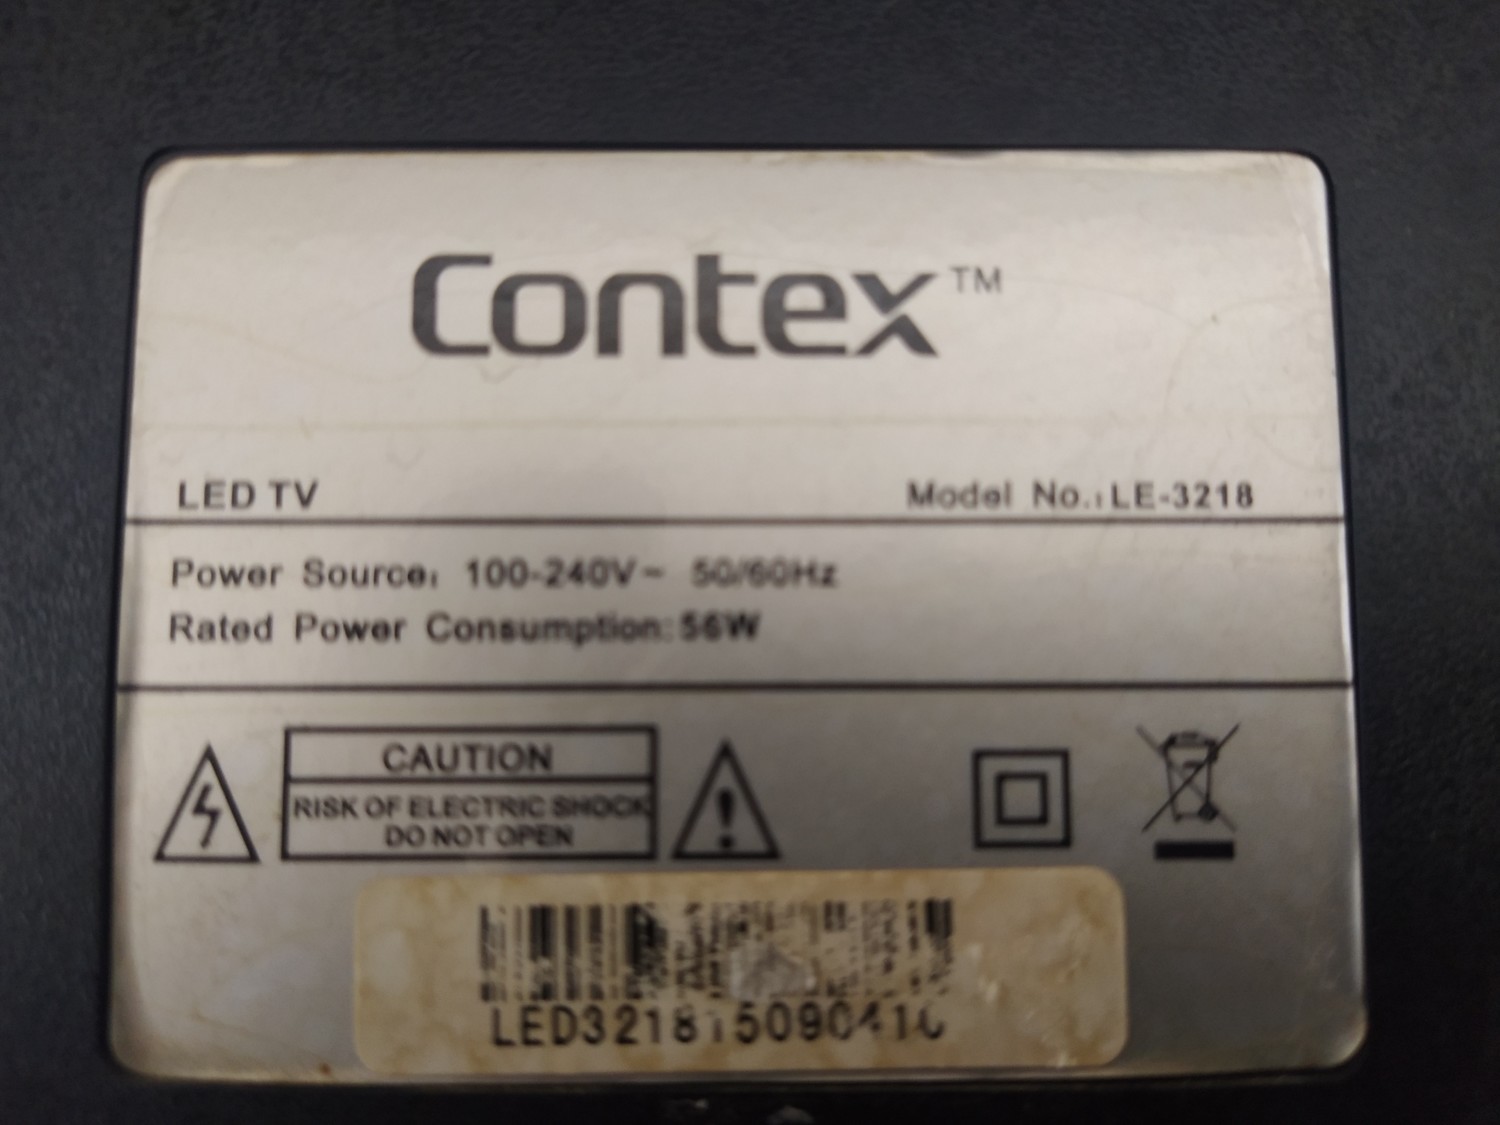 Contex™
LED TV
Model No.: LE-3218
Power Source: 100-240V~ 50/60Hz
Rated Power Consumption: 56W
CAUTION
RISK OF ELECTRIC SHOCK
DO NOT OPEN